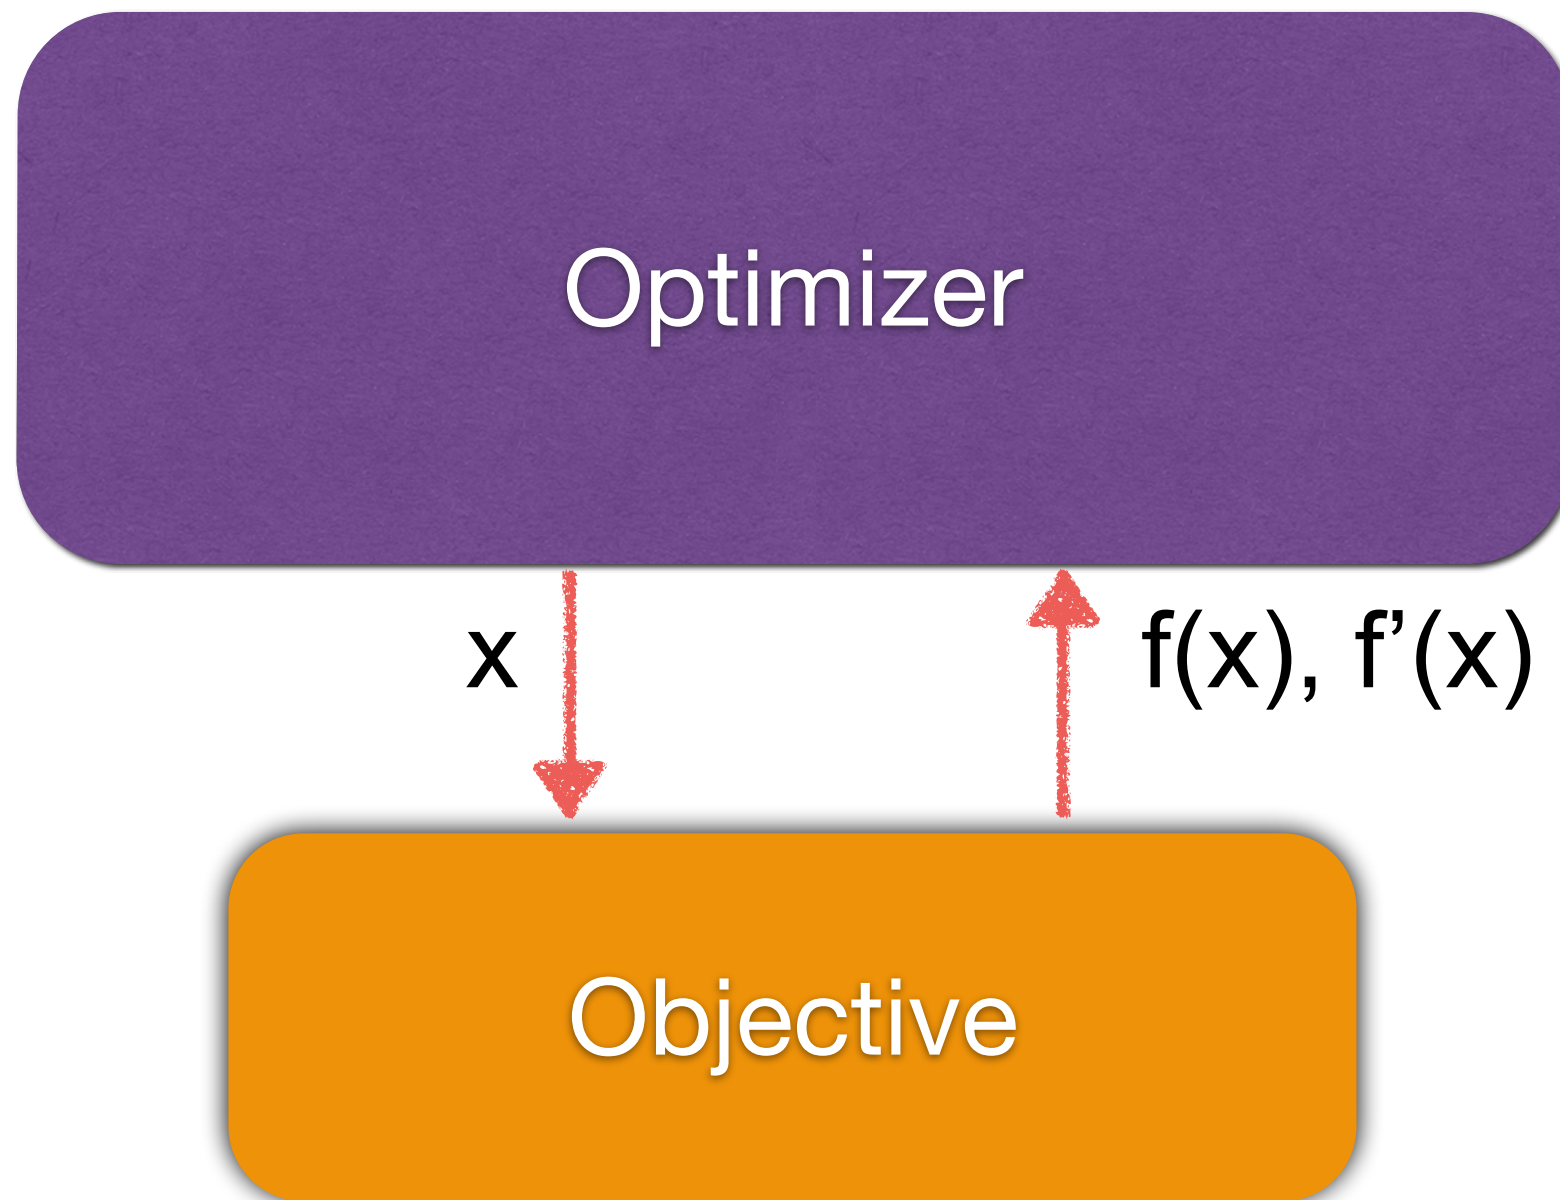 Optimizer
x
f(x), f’(x)
Objective